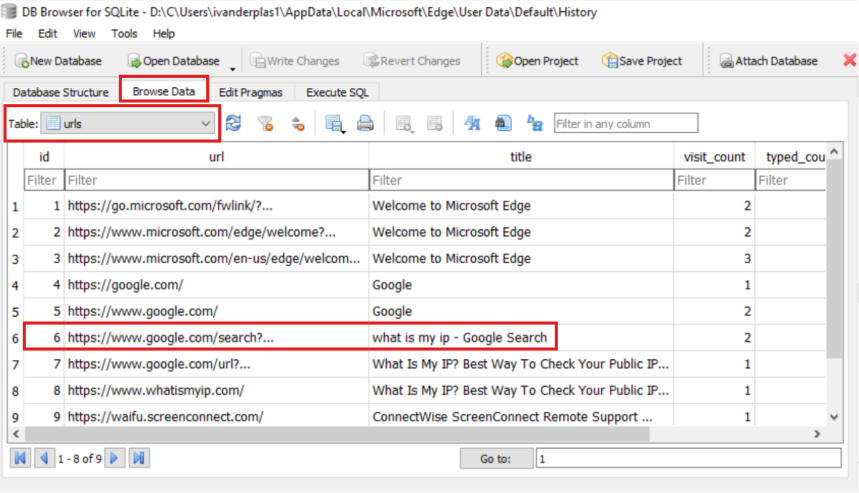 DB Browser for SQLite - D:\C\Users\ivanderplas1\AppData\Local\Microsoft\Edge\User Data\Default\History
File Edit View Tools Help
New Database Open Database Write Changes Revert Changes Open Project Save Project Attach Database
Database Structure Browse Data Edit Pragmas Execute SQL
Table: urls Filter in any column
id url title visit_count typed_cou
Filter Filter Filter Filter Filter
1 1 https://go.microsoft.com/fwlink/?... Welcome to Microsoft Edge 2
2 2 https://www.microsoft.com/edge/welcome?... Welcome to Microsoft Edge 2
3 3 https://www.microsoft.com/en-us/edge/welcom... Welcome to Microsoft Edge 3
4 4 https://google.com/ Google 1
5 5 https://www.google.com/ Google 2
6 6 https://www.google.com/search?... what is my ip - Google Search 2
7 7 https://www.google.com/url?... What Is My IP? Best Way To Check Your Public IP... 1
8 8 https://www.whatismyip.com/ What Is My IP? Best Way To Check Your Public IP... 1
9 9 https://waifu.screenconnect.com/ ConnectWise ScreenConnect Remote Support ... 1
1 - 8 of 9 Go to: 1